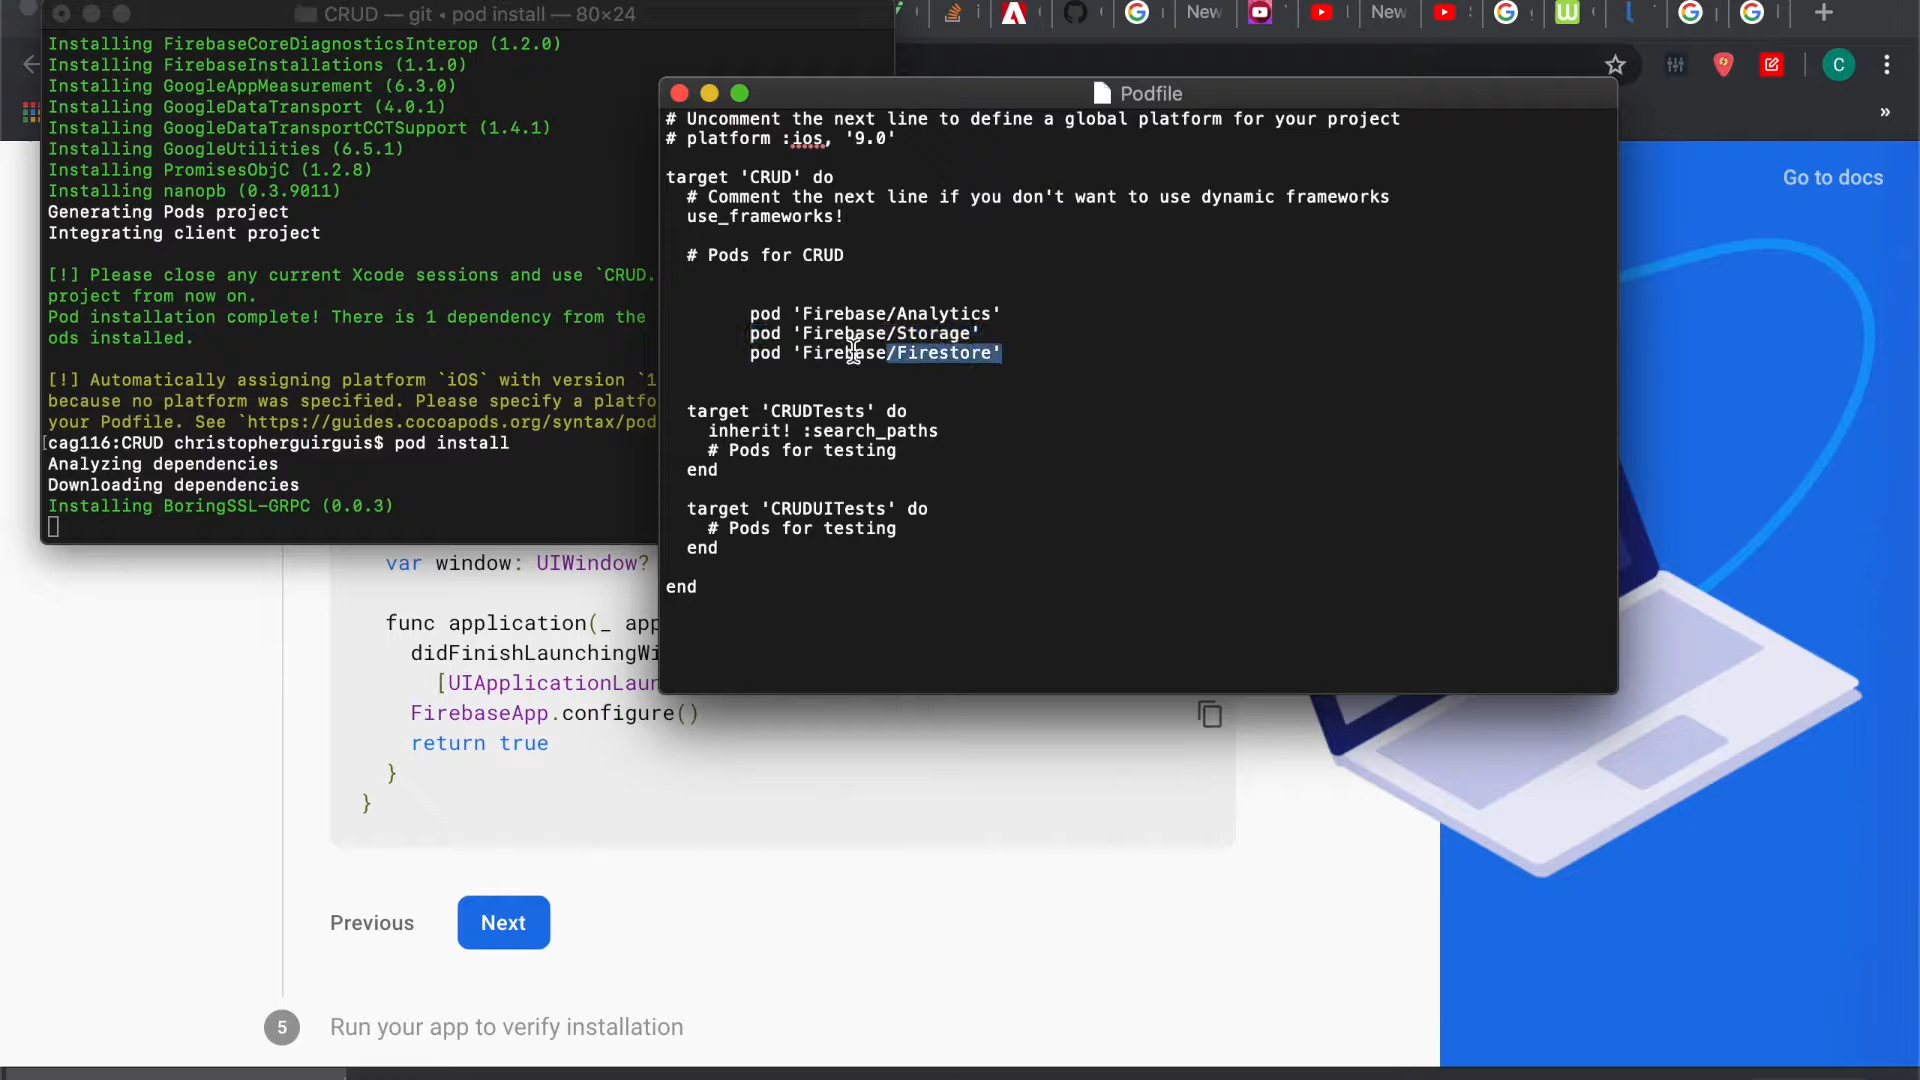 CRUD — git • pod install — 80×24
Installing FirebaseCoreDiagnosticsInterop (1.2.0)
Installing FirebaseInstallations (1.1.0)
Installing GoogleAppMeasurement (6.3.0)
Installing GoogleDataTransport (4.0.1)
Installing GoogleDataTransportCCTSupport (1.4.1)
Installing GoogleUtilities (6.5.1)
Installing PromisesObjC (1.2.8)
Installing nanopb (0.3.9011)
Generating Pods project
Integrating client project
[!] Please close any current Xcode sessions and use `CRUD.
project from now on.
Pod installation complete! There is 1 dependency from the
ods installed.
[!] Automatically assigning platform `iOS` with version `1
because no platform was specified. Please specify a platfo
your Podfile. See `https://guides.cocoapods.org/syntax/pod
[cag116:CRUD christopherguirguis$ pod install
Analyzing dependencies
Downloading dependencies
Installing BoringSSL-GRPC (0.0.3)
New
New
C
»
Podfile
# Uncomment the next line to define a global platform for your project
# platform :ios, '9.0'
target 'CRUD' do
# Comment the next line if you don't want to use dynamic frameworks
use_frameworks!
# Pods for CRUD
pod 'Firebase/Analytics'
pod 'Firebase/Storage'
pod 'Firebase/Firestore'
target 'CRUDTests' do
inherit! :search_paths
# Pods for testing
end
target 'CRUDUITests' do
# Pods for testing
end
end
Go to docs
var window: UIWindow?
func application(_ app
didFinishLaunchingWi
[UIApplicationLaun
FirebaseApp.configure()
return true
}
}
Previous
Next
5
Run your app to verify installation